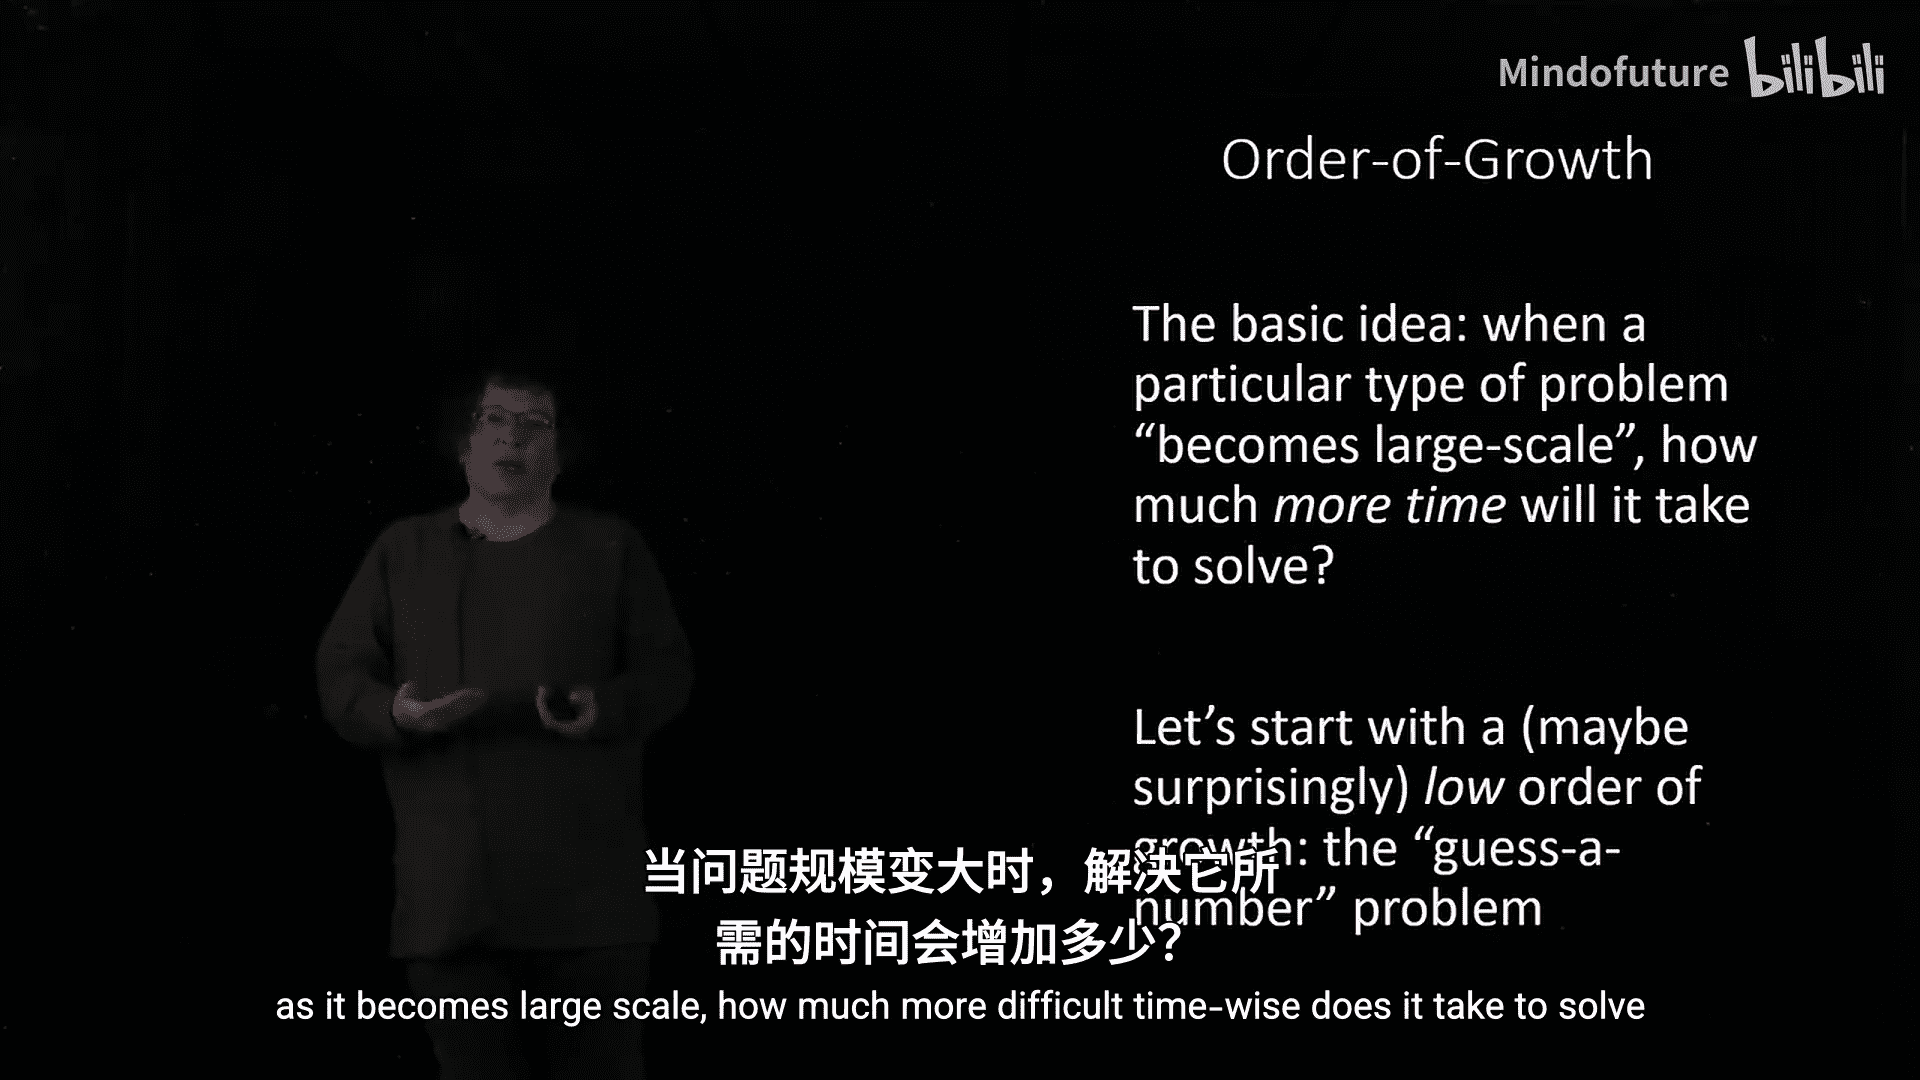 Mindofuture bilibili
Order-of-Growth
The basic idea: when a
particular type of problem
“becomes large-scale”, how
much more time will it take
to solve?
Let’s start with a (maybe
surprisingly) low order of
growth: the “guess-a-
number” problem
当问题规模变大时，解决它所
需的时间会增加多少？
as it becomes large scale, how much more difficult time-wise does it take to solve